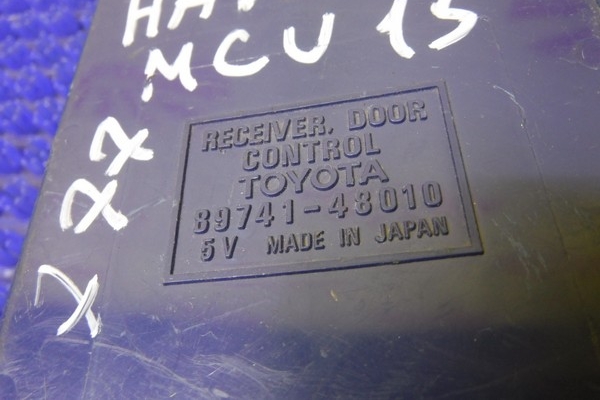 MCU 15
RECEIVER, DOOR
CONTROL
TOYOTA
89741-48010
5V MADE IN JAPAN